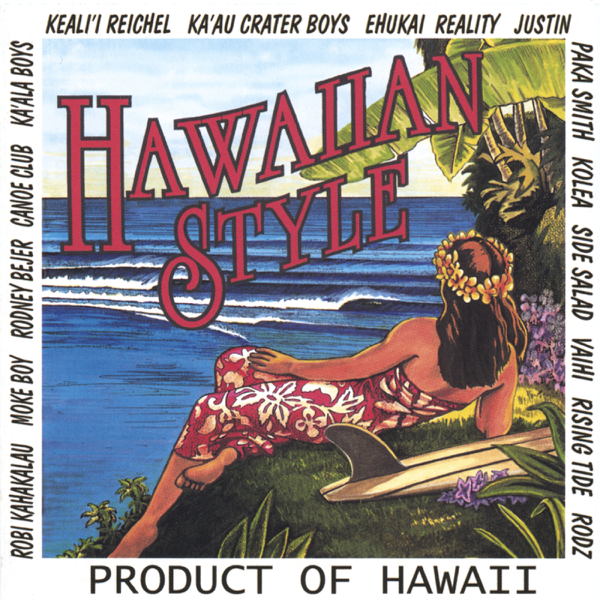 KEALI'I REICHEL KA'AU CRATER BOYS EHUKAI REALITY JUSTIN
PAKA SMITH KOLEA SIDE SALAD VAIHI RISING TIDE RODZ
ROBI KAHAKALAU MOKE BOY RODNEY BEJER CANOE CLUB KA'ALA BOYS
HAWAIIAN
STYLE
PRODUCT OF HAWAII